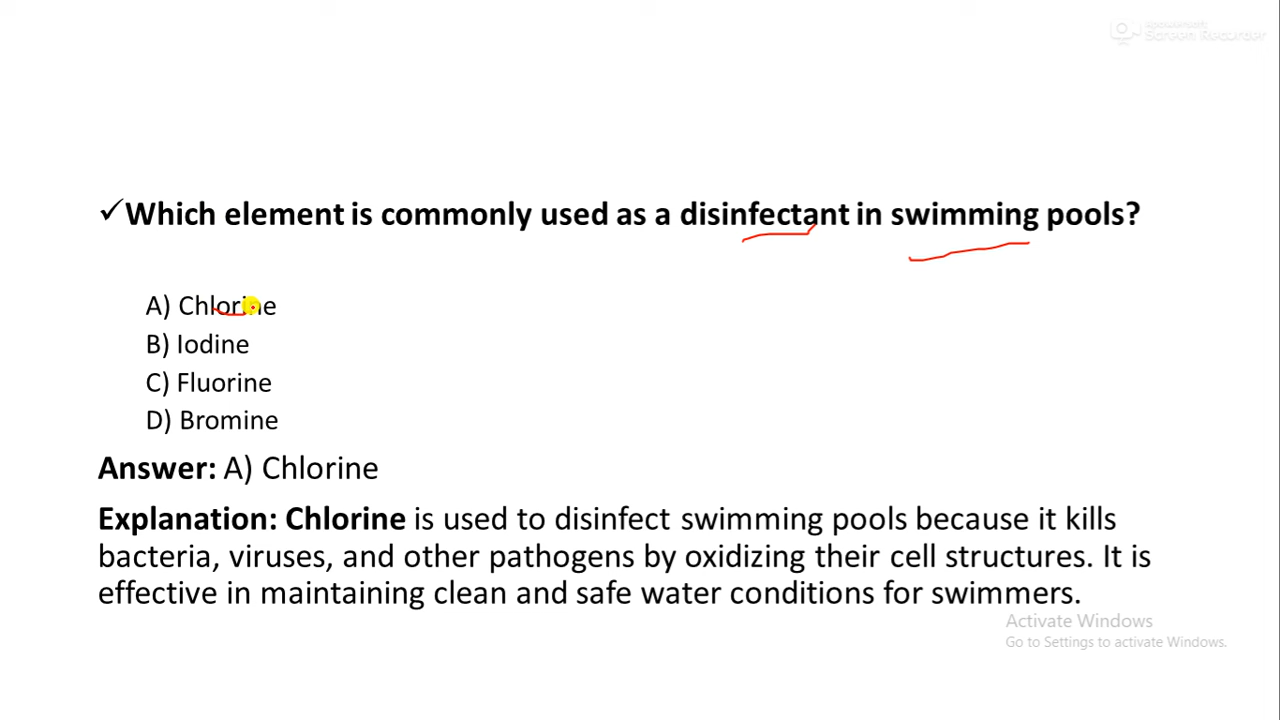 Apowersoft
Screen Recorder
✓Which element is commonly used as a disinfectant in swimming pools?
A) Chlorine
B) Iodine
C) Fluorine
D) Bromine
Answer: A) Chlorine
Explanation: Chlorine is used to disinfect swimming pools because it kills
bacteria, viruses, and other pathogens by oxidizing their cell structures. It is
effective in maintaining clean and safe water conditions for swimmers.
Activate Windows
Go to Settings to activate Windows.